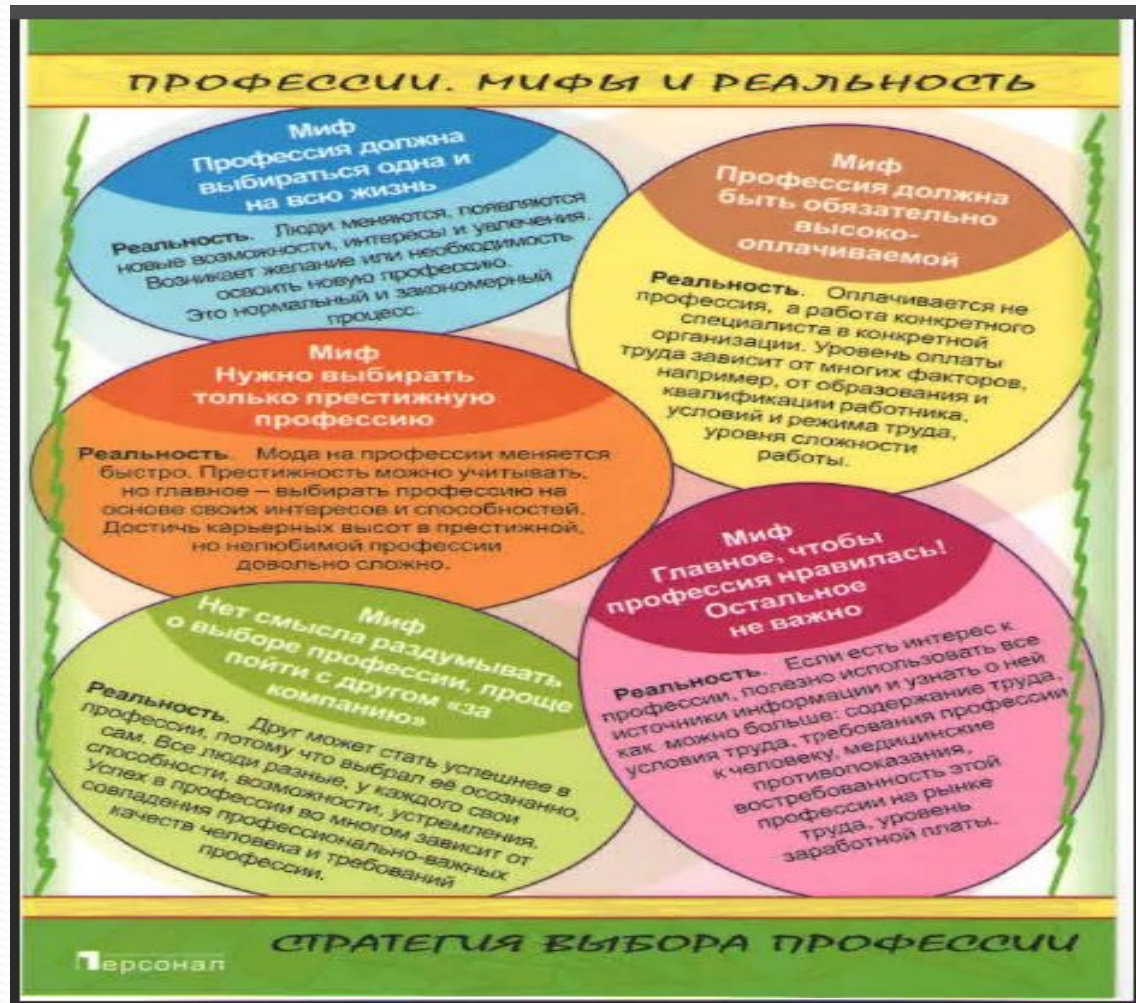 ПРОФЕССИИ. МИФЫ И РЕАЛЬНОСТЬ
Миф
Профессия должна
выбираться одна и
на всю жизнь
Реальность. Люди меняются, появляются
новые возможности, интересы и увлечения.
Возникает желание или необходимость
освоить новую профессию.
Это нормальный и закономерный
процесс.
Миф
Профессия должна
быть обязательно
высоко-
оплачиваемой
Реальность. Оплачивается не
профессия, а работа конкретного
специалиста в конкретной
организации. Уровень оплаты
труда зависит от многих факторов,
например, от образования и
квалификации работника,
условий и режима труда,
уровня сложности
работы.
Миф
Нужно выбирать
только престижную
профессию
Реальность. Мода на профессии меняется
быстро. Престижность можно учитывать,
но главное – выбирать профессию на
основе своих интересов и способностей.
Достичь карьерных высот в престижной,
но нелюбимой профессии
довольно сложно.
Миф
Главное, чтобы
профессия нравилась!
Остальное
не важно
Реальность. Если есть интерес к
профессии, полезно использовать все
источники информации и узнать о ней
как можно больше: содержание труда,
условия труда, требования профессии
к человеку, медицинские
противопоказания,
востребованность этой
профессии на рынке
труда, уровень
заработной платы.
Миф
Нет смысла раздумывать
о выборе профессии, проще
пойти с другом «за
компанию»
Реальность. Друг может стать успешнее в
профессии, потому что выбрал её осознанно,
сам. Все люди разные, у каждого свои
способности, возможности, устремления.
Успех в профессии во многом зависит от
совпадения профессионально-важных
качеств человека и требований
профессии.
СТРАТЕГИЯ ВЫБОРА ПРОФЕССИИ
Персонал